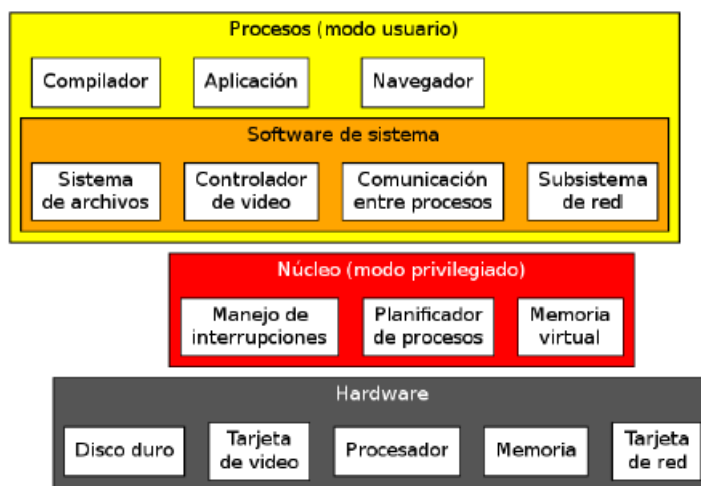 Procesos (modo usuario)
Compilador
Aplicación
Navegador
Software de sistema
Sistema
de archivos
Controlador
de video
Comunicación
entre procesos
Subsistema
de red
Núcleo (modo privilegiado)
Manejo de
interrupciones
Planificador
de procesos
Memoria
virtual
Hardware
Disco duro
Tarjeta
de video
Procesador
Memoria
Tarjeta
de red